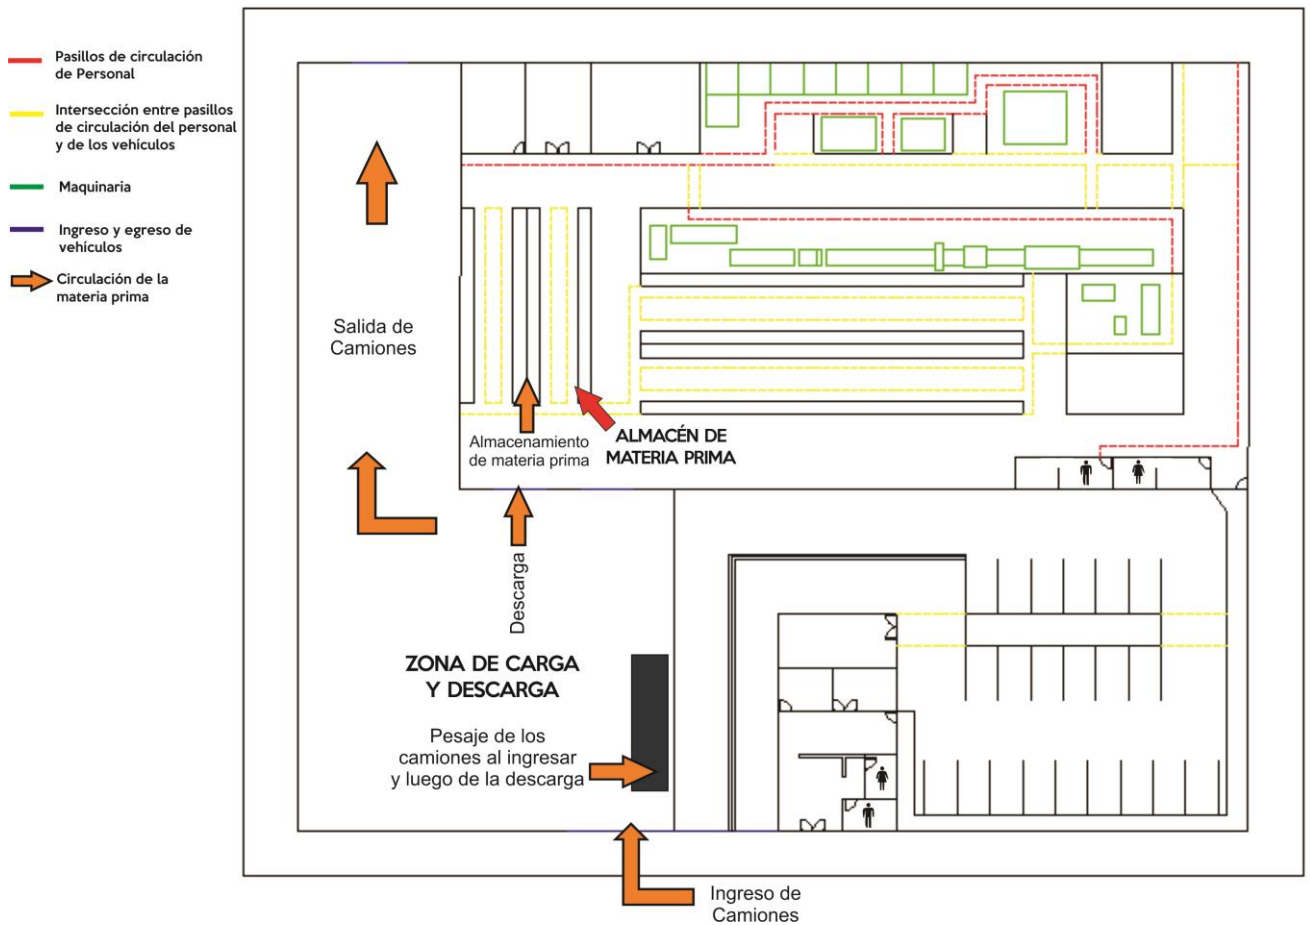 Pasillos de circulación
de Personal
Intersección entre pasillos
de circulación del personal
y de los vehículos
Maquinaria
Ingreso y egreso de
vehículos
Circulación de la
materia prima
Salida de
Camiones
Almacenamiento
de materia prima
ALMACÉN DE
MATERIA PRIMA
Descarga
ZONA DE CARGA
Y DESCARGA
Pesaje de los
camiones al ingresar
y luego de la descarga
Ingreso de
Camiones